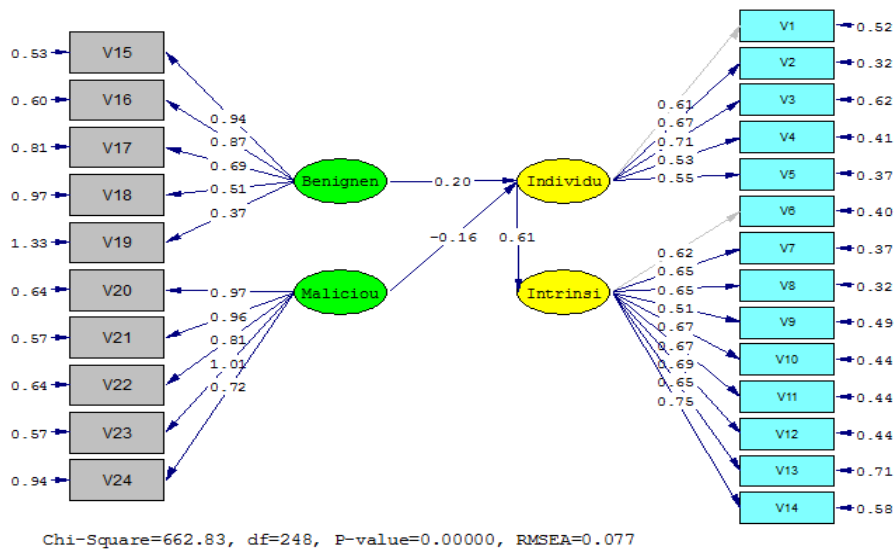 0.53 V15
0.60 V16
0.81 V17
0.97 V18
1.33 V19
0.64 V20
0.57 V21
0.64 V22
0.57 V23
0.94 V24
0.94
0.87
0.69
0.51
0.37
0.97
0.96
0.81
1.01
0.72
Benignen
Maliciou
0.20
-0.16
0.61
Individu
Intrinsi
0.61
0.67
0.71
0.53
0.55
0.62
0.65
0.65
0.51
0.67
0.67
0.69
0.65
0.75
V1 0.52
V2 0.32
V3 0.62
V4 0.41
V5 0.37
V6 0.40
V7 0.37
V8 0.32
V9 0.49
V10 0.44
V11 0.44
V12 0.44
V13 0.71
V14 0.58
Chi-Square=662.83, df=248, P-value=0.00000, RMSEA=0.077